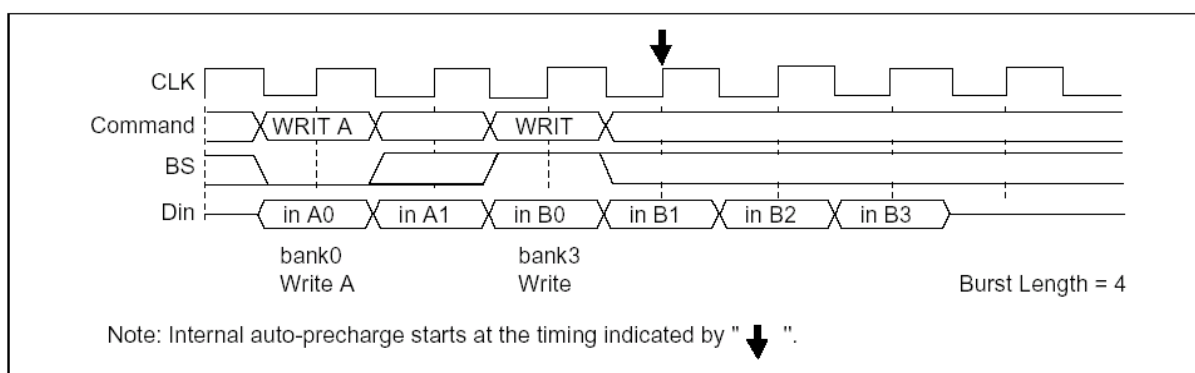 CLK
Command WRIT A WRIT
BS
Din in A0 in A1 in B0 in B1 in B2 in B3
bank0 bank3
Write A Write Burst Length = 4
Note: Internal auto-precharge starts at the timing indicated by " ".